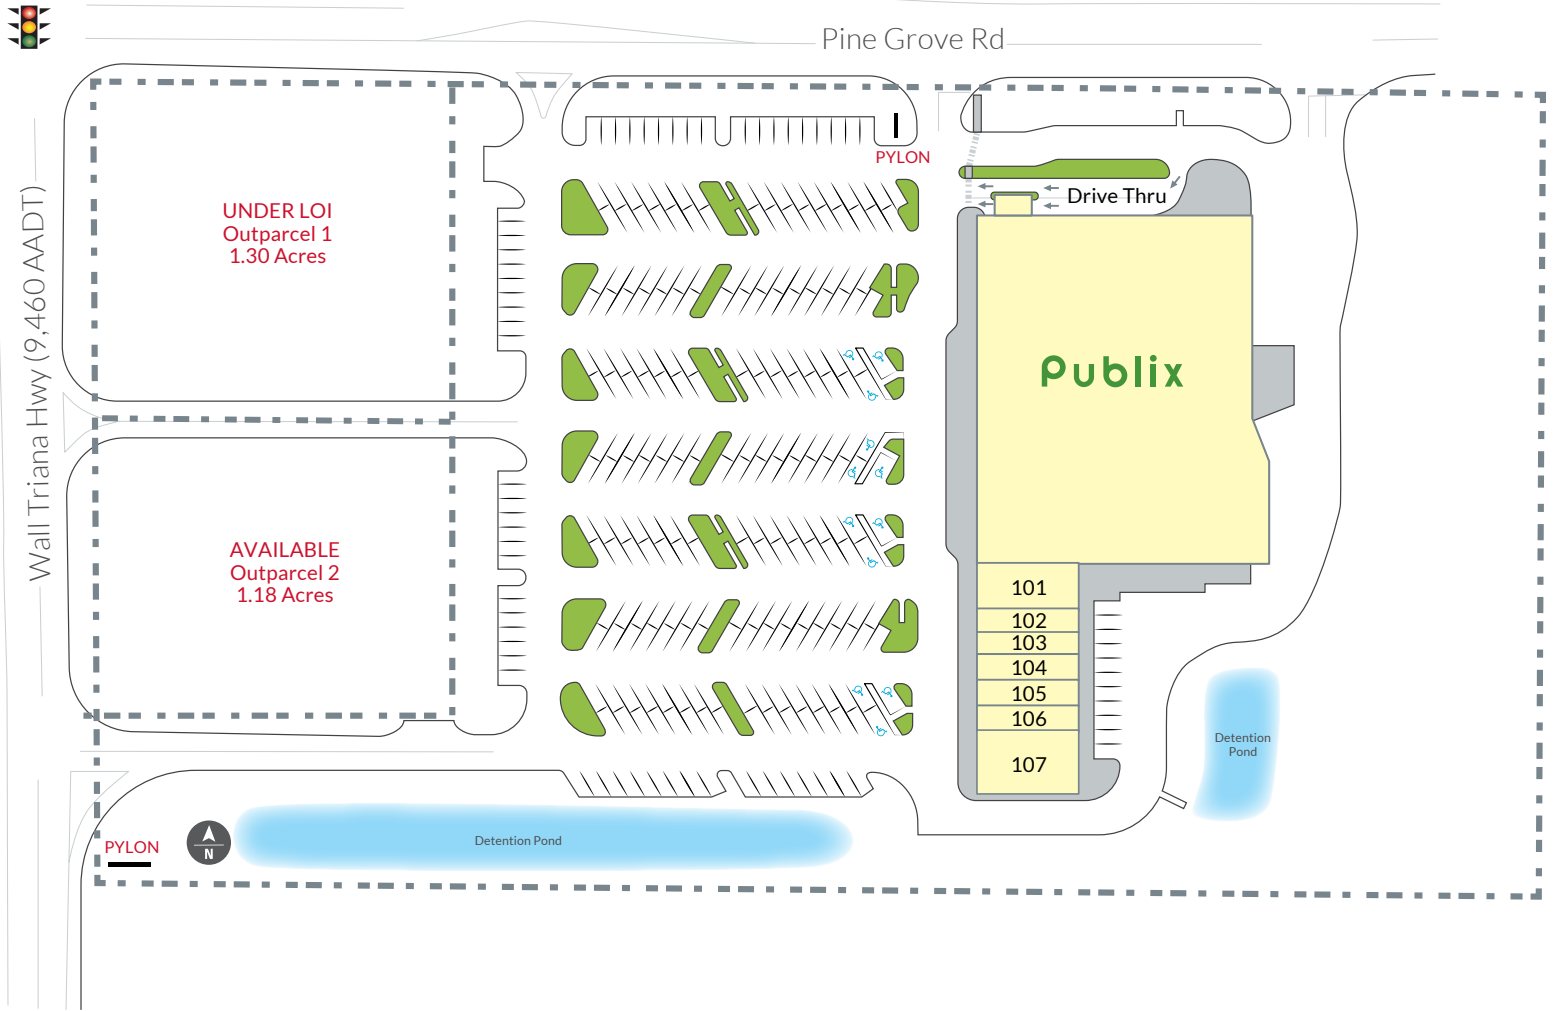 Pine Grove Rd
PYLON
Drive Thru
UNDER LOI
Outparcel 1
1.30 Acres
Wall Triana Hwy (9,460 AADT)
Publix
AVAILABLE
Outparcel 2
1.18 Acres
101
102
103
104
105
106
107
Detention
Pond
PYLON
N
Detention Pond